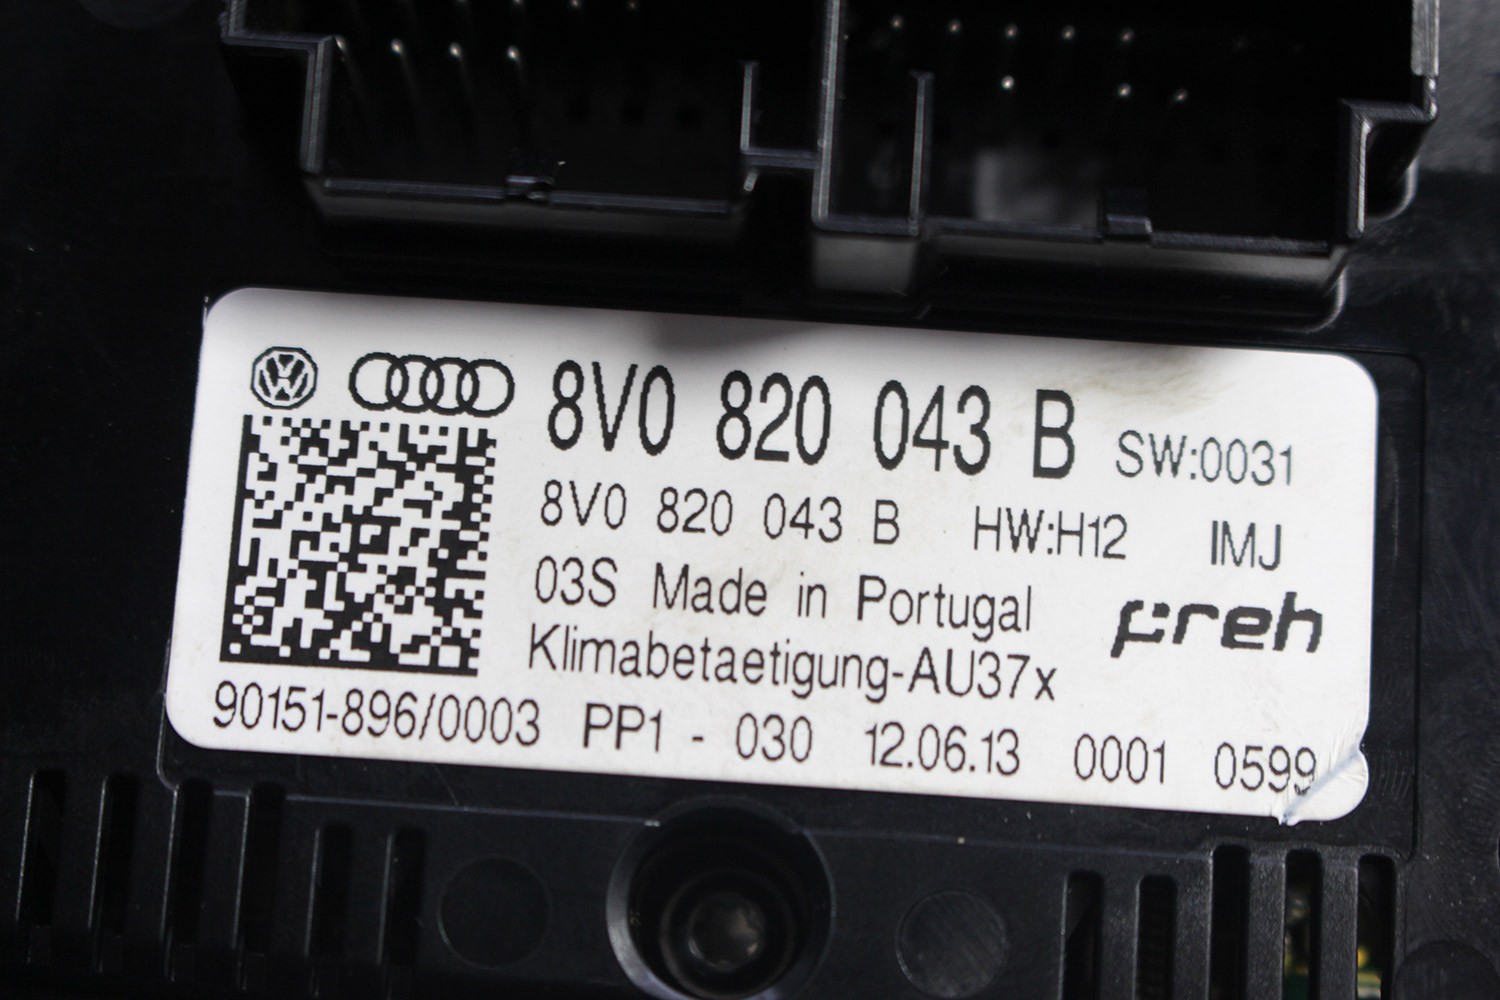 8V0 820 043 B SW:0031
8V0 820 043 B HW:H12 IMJ
03S Made in Portugal
preh
Klimabetaetigung-AU37x
90151-896/0003 PP1 - 030 12.06.13 0001 0599